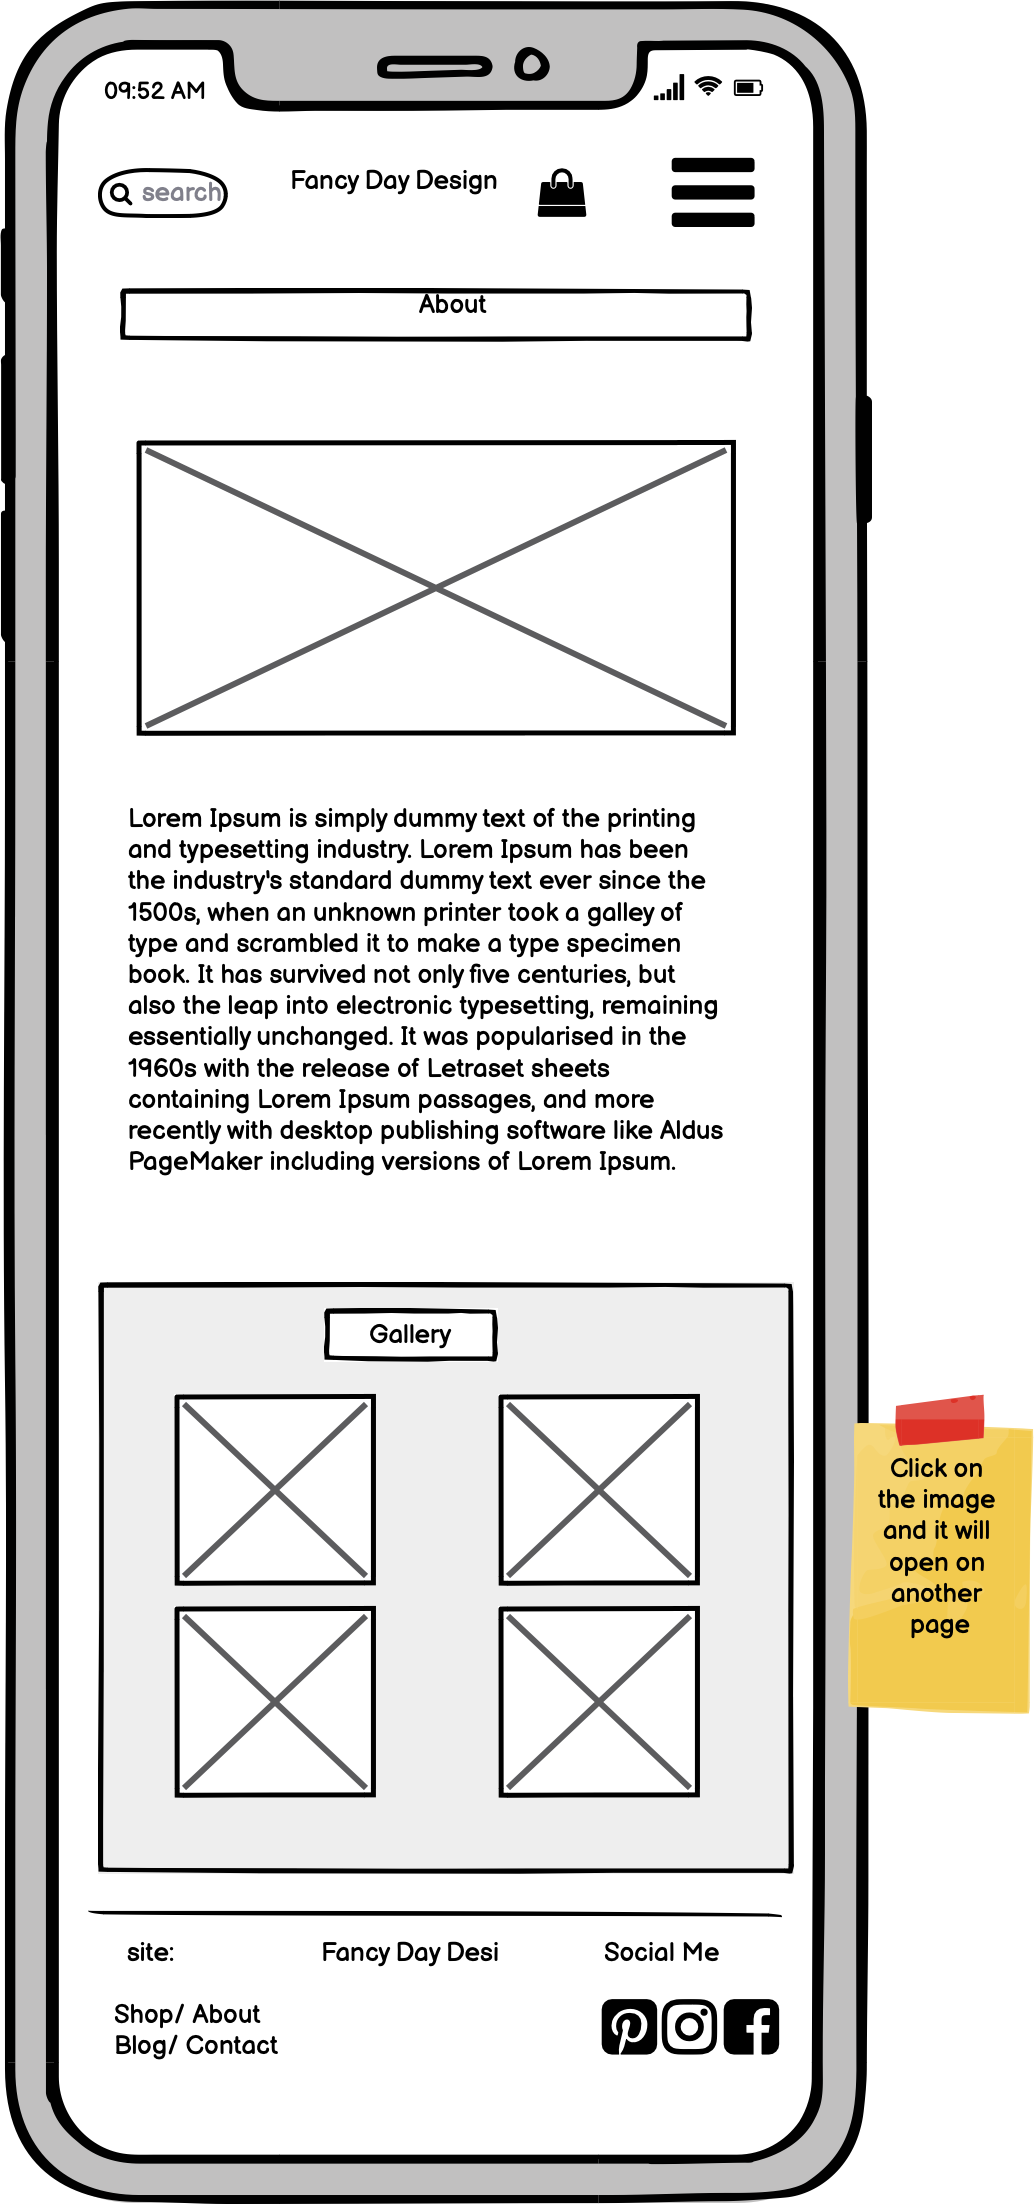 09:52 AM
search
Fancy Day Design
About
Lorem Ipsum is simply dummy text of the printing
and typesetting industry. Lorem Ipsum has been
the industry's standard dummy text ever since the
1500s, when an unknown printer took a galley of
type and scrambled it to make a type specimen
book. It has survived not only five centuries, but
also the leap into electronic typesetting, remaining
essentially unchanged. It was popularised in the
1960s with the release of Letraset sheets
containing Lorem Ipsum passages, and more
recently with desktop publishing software like Aldus
PageMaker including versions of Lorem Ipsum.
Gallery
Click on
the image
and it will
open on
another
page
site:
Fancy Day Desi
Social Me
Shop/ About
Blog/ Contact